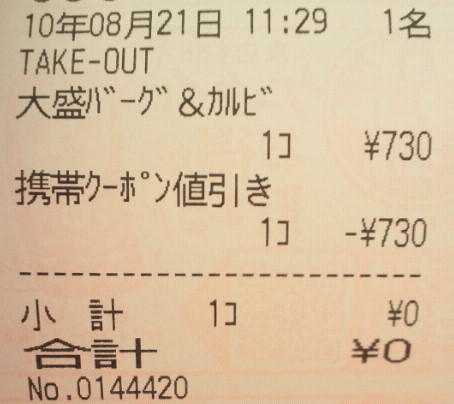 10年08月21日 11:29 1名
TAKE-OUT
大盛ﾊﾞｰｸﾞ&ｶﾙﾋﾞ
1ｺ ¥730
携帯ｸｰﾎﾟﾝ値引き
1ｺ -¥730
小 計 1ｺ ¥0
合計 ¥0
No.0144420